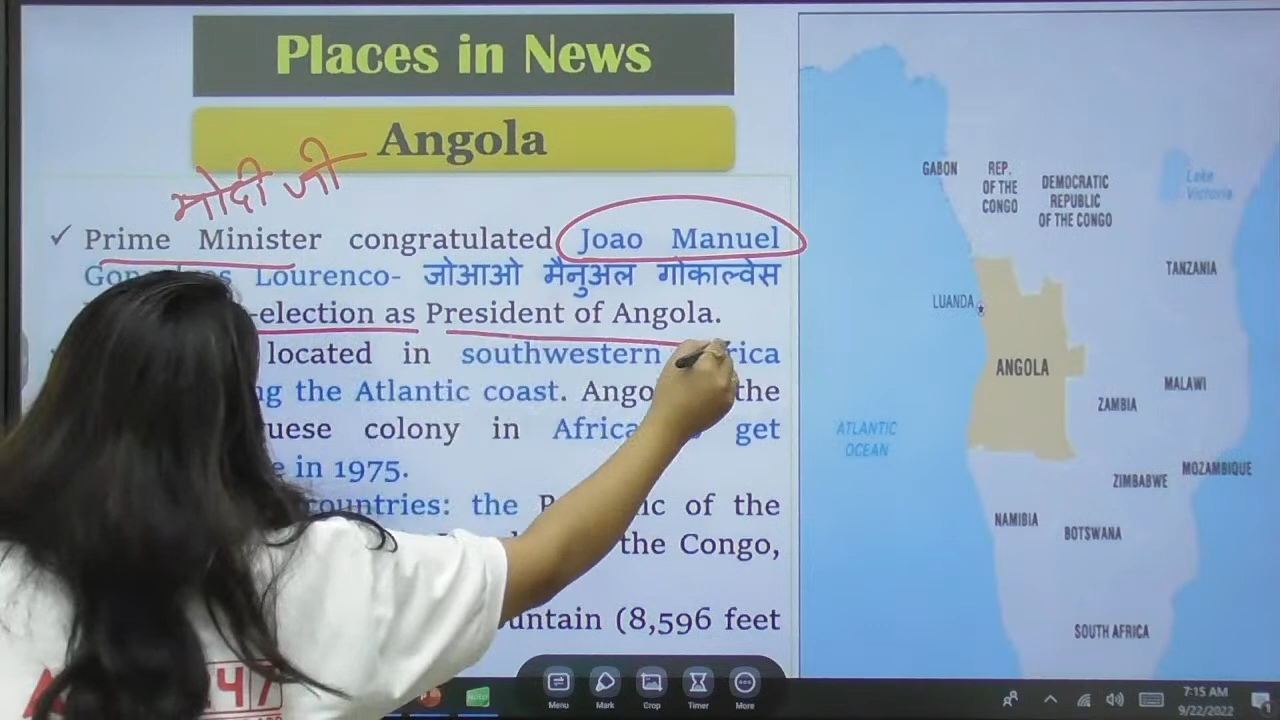 Places in News
Angola
मोदी जी
✓ Prime Minister congratulated Joao Manuel
Lourenco- जोआओ मैनुअल गोकाल्वेस
-election as President of Angola.
located in southwestern
the Atlantic coast. the
colony in Africa get
in 1975.
countries: the of the
the Congo,
(8,596 feet
GABON
REP.
OF THE
CONGO
DEMOCRATIC
REPUBLIC
OF THE CONGO
Lake
Victoria
TANZANIA
LUANDA
ANGOLA
MALAWI
ZAMBIA
ATLANTIC
OCEAN
MOZAMBIQUE
ZIMBABWE
NAMIBIA
BOTSWANA
SOUTH AFRICA
Menu
Mark
Crop
Timer
More
7:15 AM
9/22/2022
247